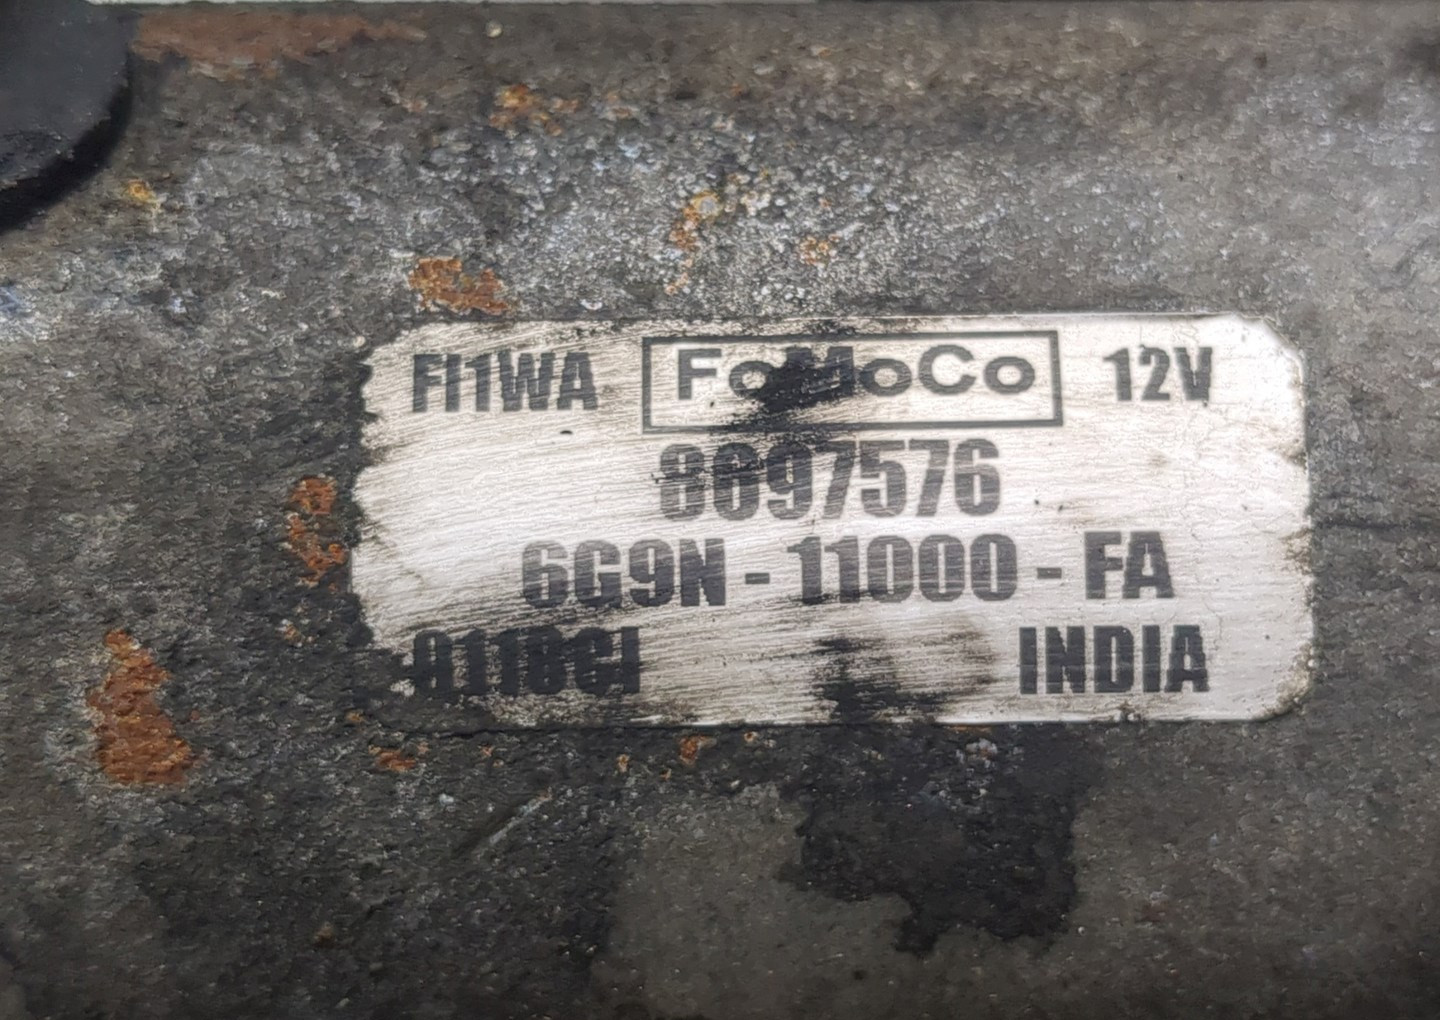 FI1WA FoMoCo 12V
8697576
6G9N - 11000 - FA
INDIA